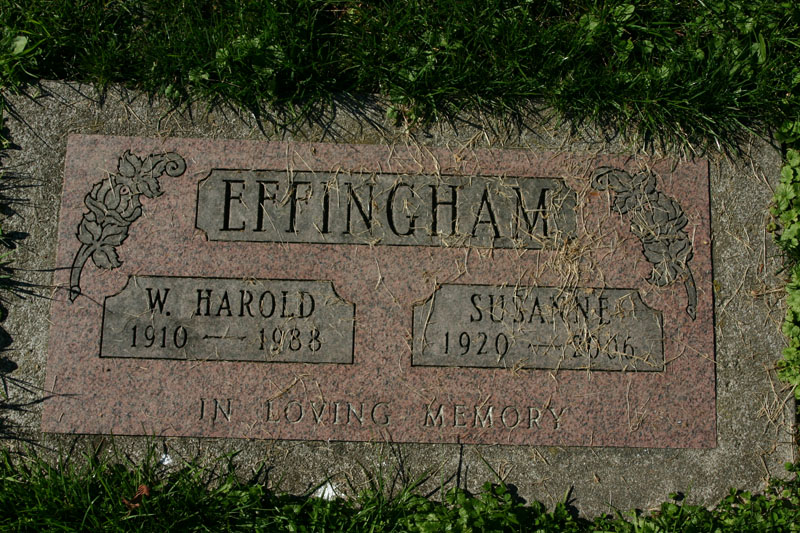 EFFINGHAM
W. HAROLD
1910 — 1988
SUSANNE
1920 — 2006
IN LOVING MEMORY